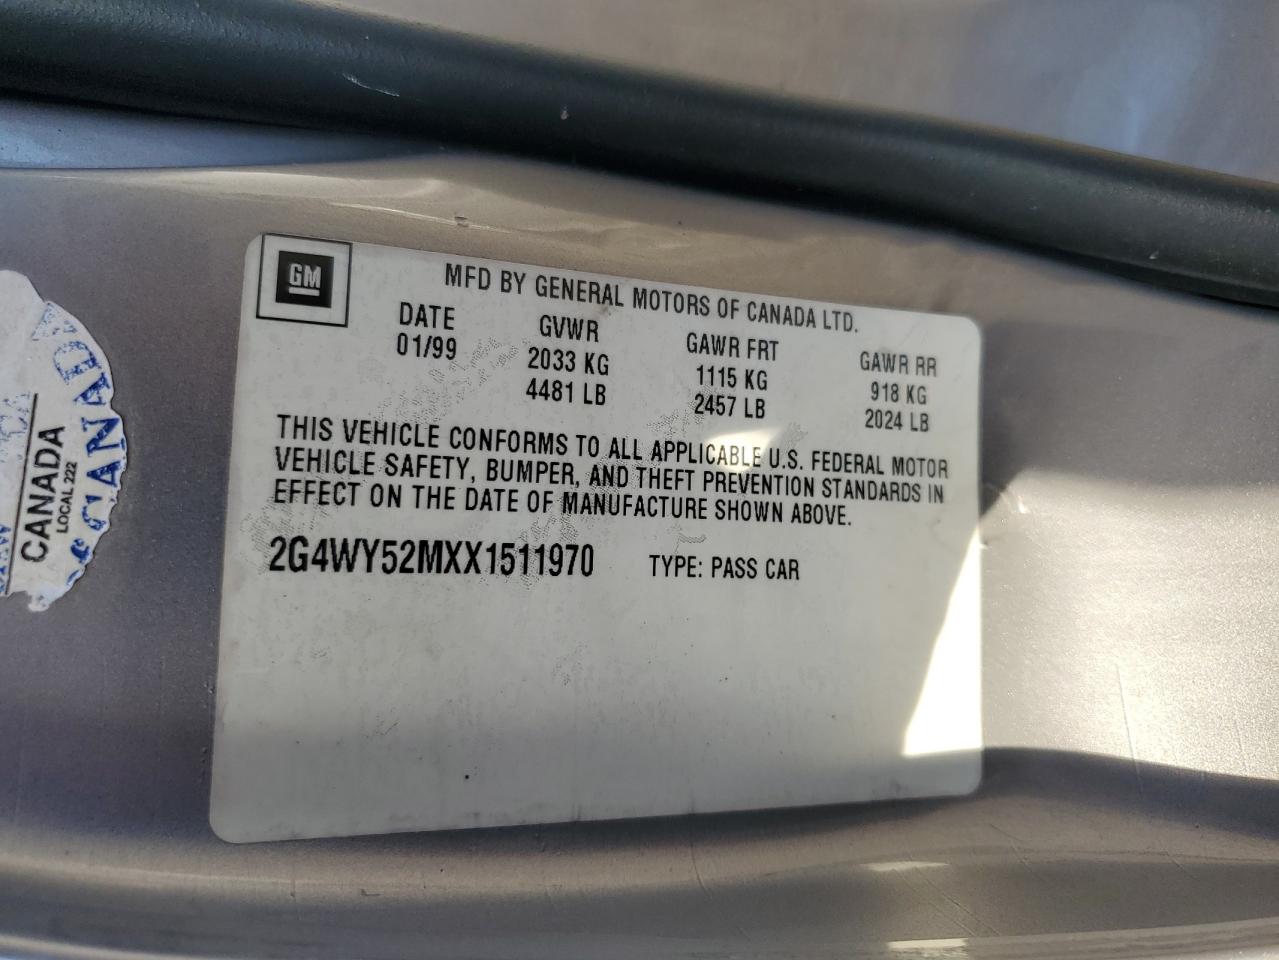 GM
MFD BY GENERAL MOTORS OF CANADA LTD.
DATE GVWR GAWR FRT GAWR RR
01/99 2033 KG 1115 KG 918 KG
4481 LB 2457 LB 2024 LB
THIS VEHICLE CONFORMS TO ALL APPLICABLE U.S. FEDERAL MOTOR
VEHICLE SAFETY, BUMPER, AND THEFT PREVENTION STANDARDS IN
EFFECT ON THE DATE OF MANUFACTURE SHOWN ABOVE.
2G4WY52MXX1511970 TYPE: PASS CAR
CANADA
LOCAL 222
CANAD